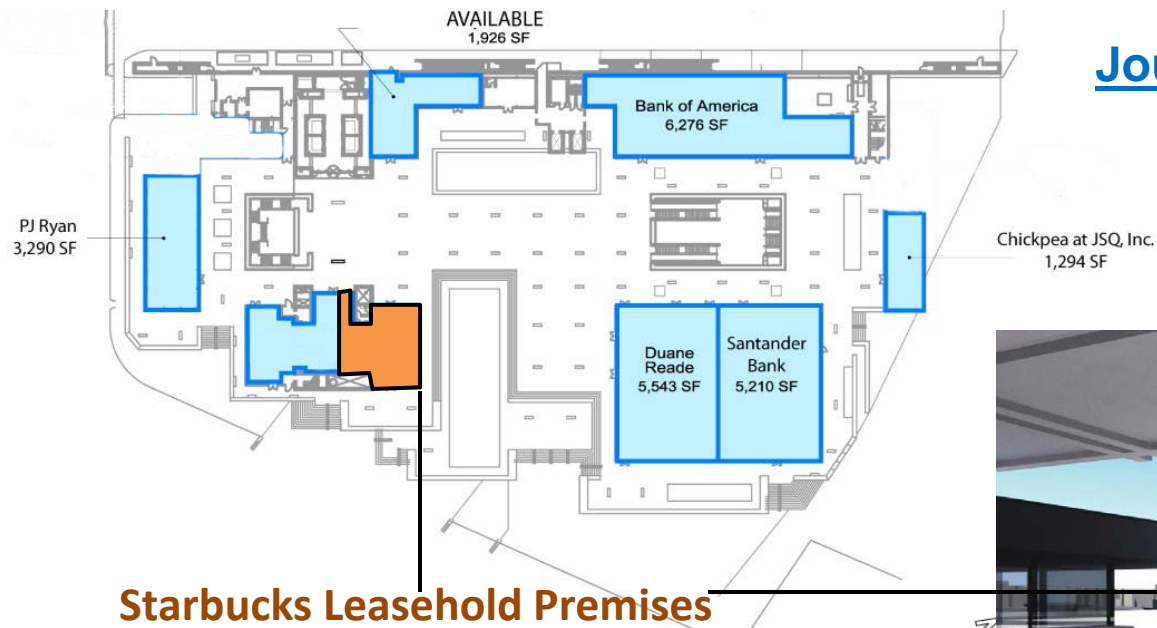 AVAILABLE
1,926 SF
Bank of America
6,276 SF
PJ Ryan
3,290 SF
Chickpea at JSQ, Inc.
1,294 SF
Duane
Reade
5,543 SF
Santander
Bank
5,210 SF
Starbucks Leasehold Premises